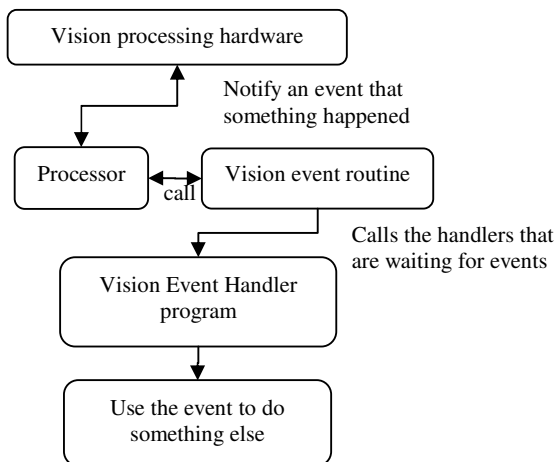 Vision processing hardware
Notify an event that
something happened
Processor
call
Vision event routine
Calls the handlers that
are waiting for events
Vision Event Handler
program
Use the event to do
something else